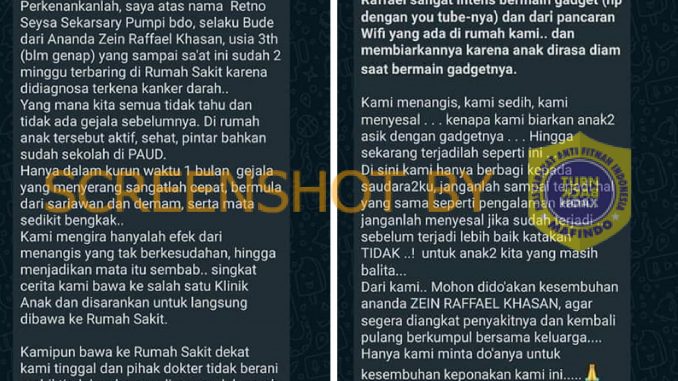 Perkenankanlah, saya atas nama Retno
Seysa Sekarsary Pumpi bdo, selaku Bude
dari Ananda Zein Raffael Khasan, usia 3th
(blm genap) yang sampai sa'at ini sudah 2
minggu terbaring di Rumah Sakit karena
didiagnosa terkena kanker darah..
Yang mana kita semua tidak tahu dan
tidak ada gejala sebelumnya. Di rumah
anak tersebut aktif, sehat, pintar bahkan
sudah sekolah di PAUD.
Hanya dalam kurun waktu 1 bulan, gejala
yang menyerang sangatlah cepat, bermula
dari sariawan dan demam, serta mata
sedikit bengkak..
Kami mengira hanyalah efek dari
menangis yang tak berkesudahan, hingga
menjadikan mata itu sembab.. singkat
cerita kami bawa ke salah satu Klinik
Anak dan disarankan untuk langsung
dibawa ke Rumah Sakit.
Kamipun bawa ke Rumah Sakit dekat
kami tinggal dan pihak dokter tidak berani
Raffael sangat intens bermain gadget (hp
dengan you tube-nya) dan dari pancaran
Wifi yang ada di rumah kami.. dan
membiarkannya karena anak dirasa diam
saat bermain gadgetnya.
Kami menangis, kami sedih, kami
menyesal . . . kenapa kami biarkan anak2
asik dengan gadgetnya . . . Hingga
sekarang terjadilah seperti ini
Di sini kami hanya berbagi kepada
saudara2ku, janganlah sampai
yang sama seperti pengalaman
janganlah menyesal jika sudah terjadi
sebelum terjadi lebih baik katakan
TIDAK ..! untuk anak2 kita yang masih
balita...
Dari kami.. Mohon dido'akan kesembuhan
ananda ZEIN RAFFAEL KHASAN, agar
segera diangkat penyakitnya dan kembali
pulang berkumpul bersama keluarga....
Hanya kami minta do'anya untuk
kesembuhan keponakan kami ini.....🙏
SCREENSHOT BY
ANTI FITNAH INDONESIA
TURN
BACK
HOAX
MAFINDO